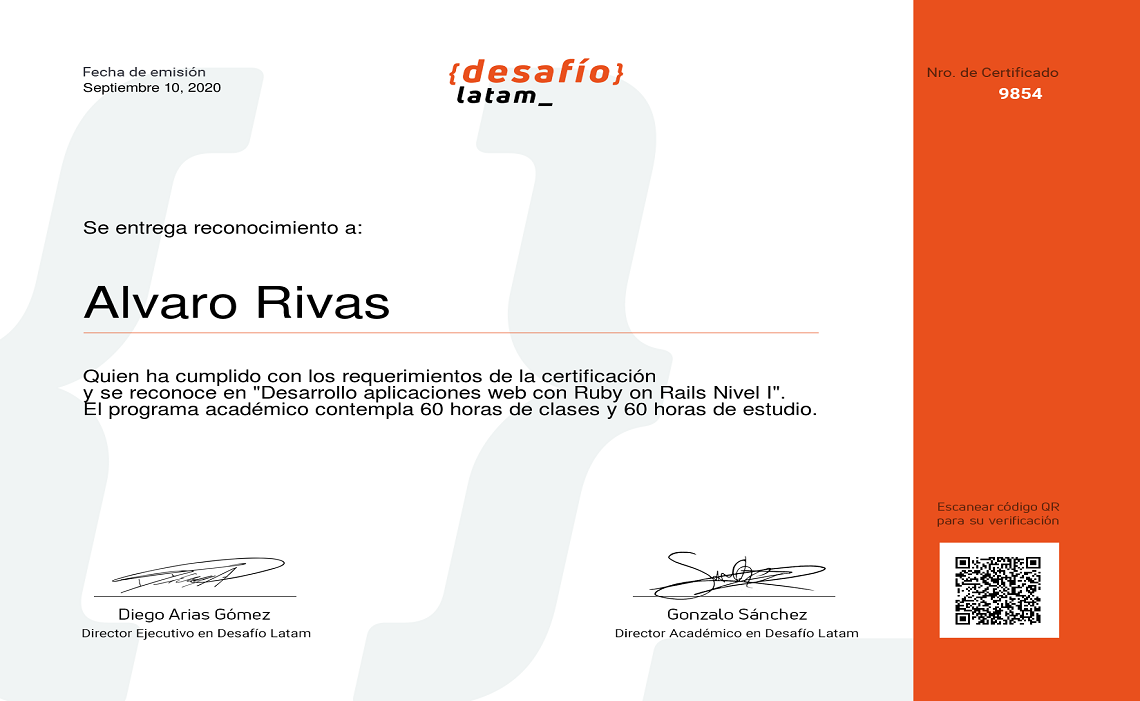 Fecha de emisión
Septiembre 10, 2020
{desafío}
latam_
Nro. de Certificado
9854
Se entrega reconocimiento a:
Alvaro Rivas
Quien ha cumplido con los requerimientos de la certificación
y se reconoce en "Desarrollo aplicaciones web con Ruby on Rails Nivel I".
El programa académico contempla 60 horas de clases y 60 horas de estudio.
Escanear código QR
para su verificación
Diego Arias Gómez
Director Ejecutivo en Desafío Latam
Gonzalo Sánchez
Director Académico en Desafío Latam